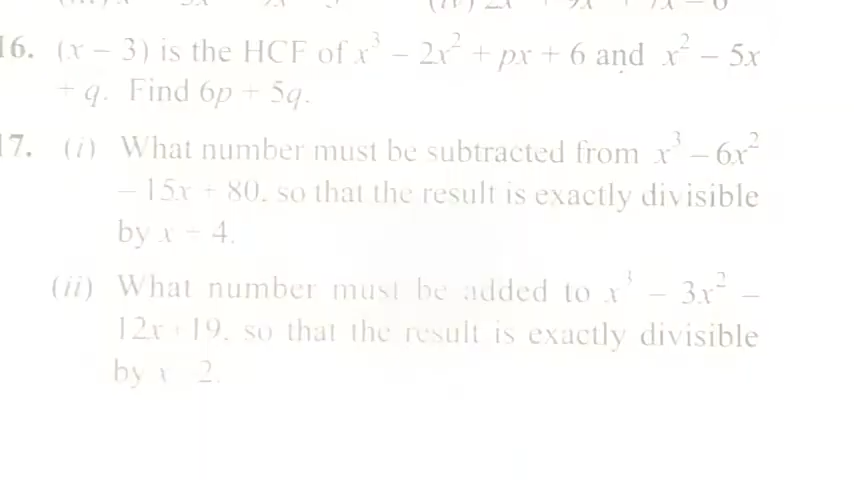 16. (x – 3) is the HCF of x³ – 2x² + px + 6 and x² – 5x
+ q. Find 6p + 5q.
17. (i) What number must be subtracted from x³ – 6x²
– 15x + 80, so that the result is exactly divisible
by x – 4.
(ii) What number must be added to x³ – 3x² –
12x + 19, so that the result is exactly divisible
by x 2.